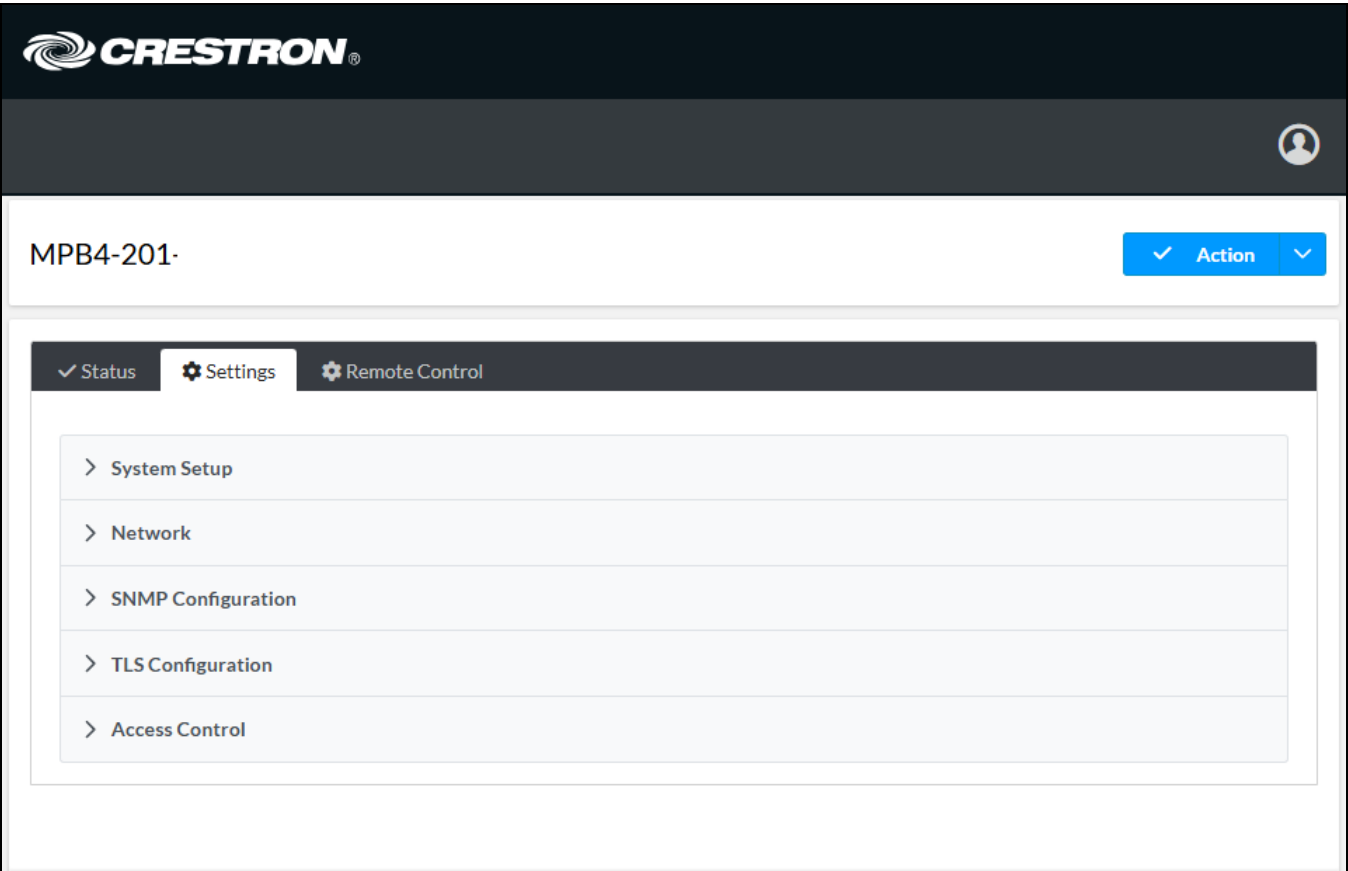 CRESTRON®
MPB4-201-
Action
Status Settings Remote Control
System Setup
Network
SNMP Configuration
TLS Configuration
Access Control